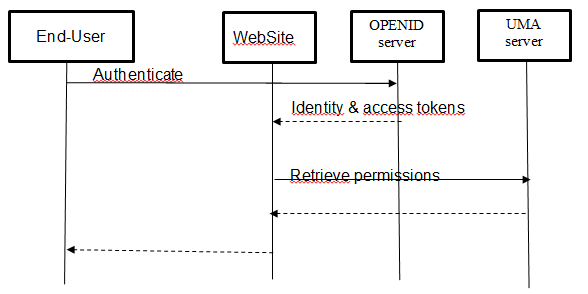 End-User
WebSite
OPENID
server
UMA
server
Authenticate
Identity & access tokens
Retrieve permissions